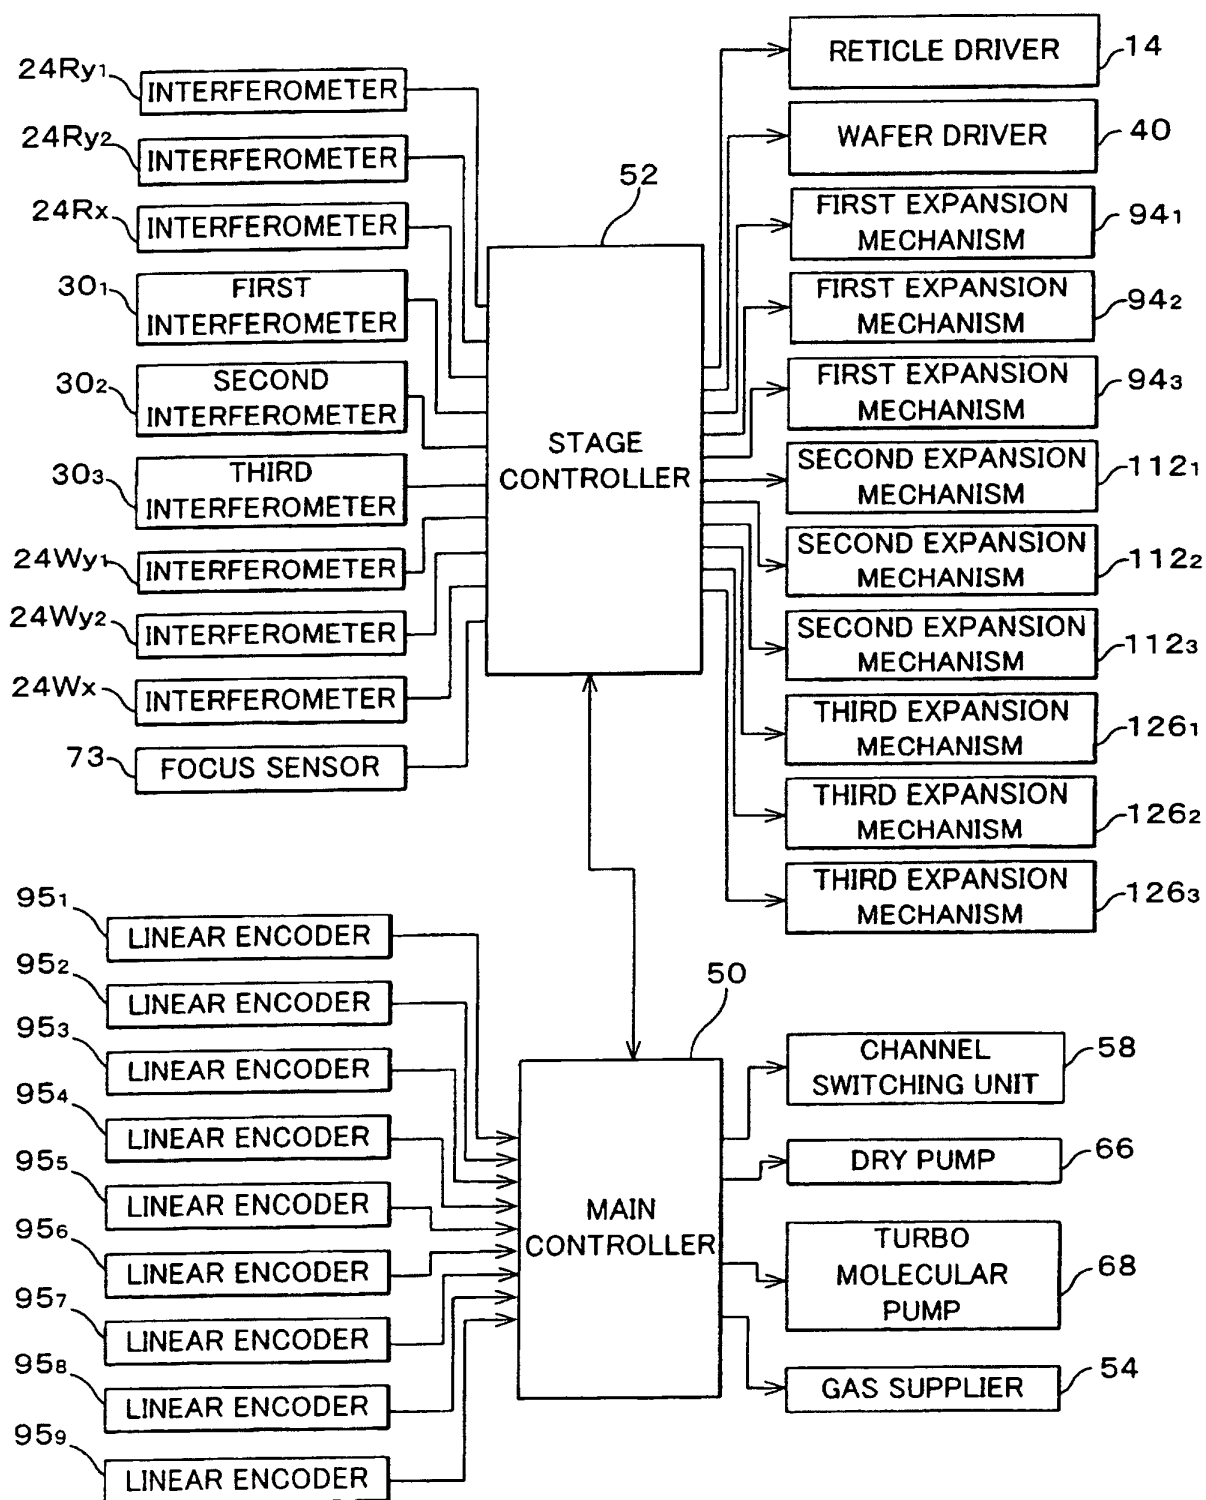 24Ry1 INTERFEROMETER
24Ry2 INTERFEROMETER
24Rx INTERFEROMETER
301 FIRST
INTERFEROMETER
302 SECOND
INTERFEROMETER
303 THIRD
INTERFEROMETER
24Wy1 INTERFEROMETER
24Wy2 INTERFEROMETER
24Wx INTERFEROMETER
73 FOCUS SENSOR
52
STAGE
CONTROLLER
RETICLE DRIVER 14
WAFER DRIVER 40
FIRST EXPANSION
MECHANISM 941
FIRST EXPANSION
MECHANISM 942
FIRST EXPANSION
MECHANISM 943
SECOND EXPANSION
MECHANISM 1121
SECOND EXPANSION
MECHANISM 1122
SECOND EXPANSION
MECHANISM 1123
THIRD EXPANSION
MECHANISM 1261
THIRD EXPANSION
MECHANISM 1262
THIRD EXPANSION
MECHANISM 1263
951 LINEAR ENCODER
952 LINEAR ENCODER
953 LINEAR ENCODER
954 LINEAR ENCODER
955 LINEAR ENCODER
956 LINEAR ENCODER
957 LINEAR ENCODER
958 LINEAR ENCODER
959 LINEAR ENCODER
50
MAIN
CONTROLLER
CHANNEL
SWITCHING UNIT 58
DRY PUMP 66
TURBO
MOLECULAR
PUMP 68
GAS SUPPLIER 54